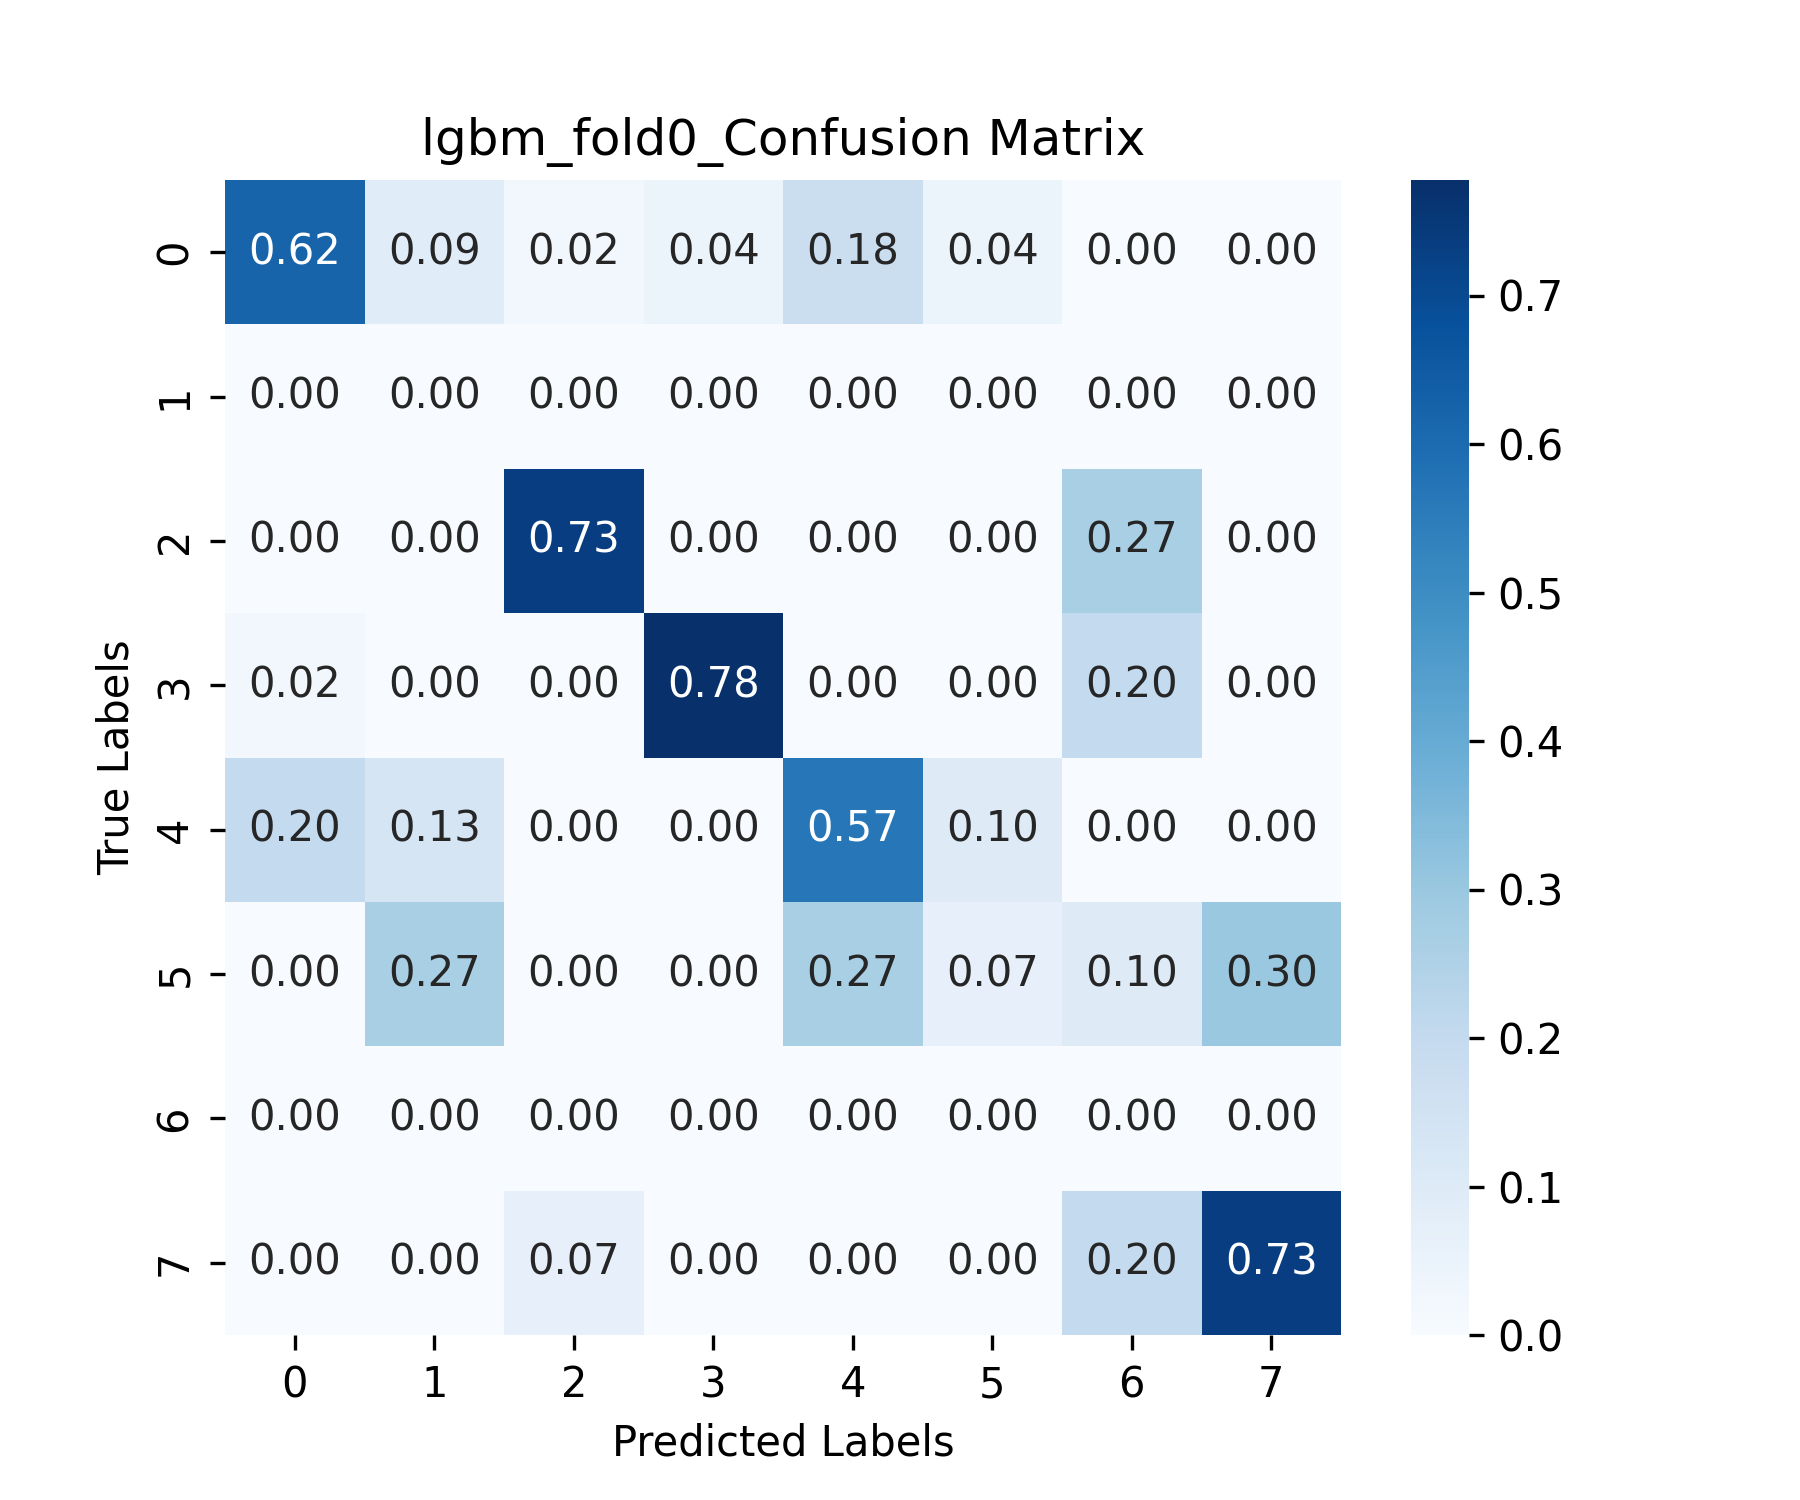 lgbm_fold0_Confusion Matrix
0 0.62 0.09 0.02 0.04 0.18 0.04 0.00 0.00
1 0.00 0.00 0.00 0.00 0.00 0.00 0.00 0.00
2 0.00 0.00 0.73 0.00 0.00 0.00 0.27 0.00
3 0.02 0.00 0.00 0.78 0.00 0.00 0.20 0.00
4 0.20 0.13 0.00 0.00 0.57 0.10 0.00 0.00
5 0.00 0.27 0.00 0.00 0.27 0.07 0.10 0.30
6 0.00 0.00 0.00 0.00 0.00 0.00 0.00 0.00
7 0.00 0.00 0.07 0.00 0.00 0.00 0.20 0.73
0 1 2 3 4 5 6 7
Predicted Labels
True Labels
0.7
0.6
0.5
0.4
0.3
0.2
0.1
0.0